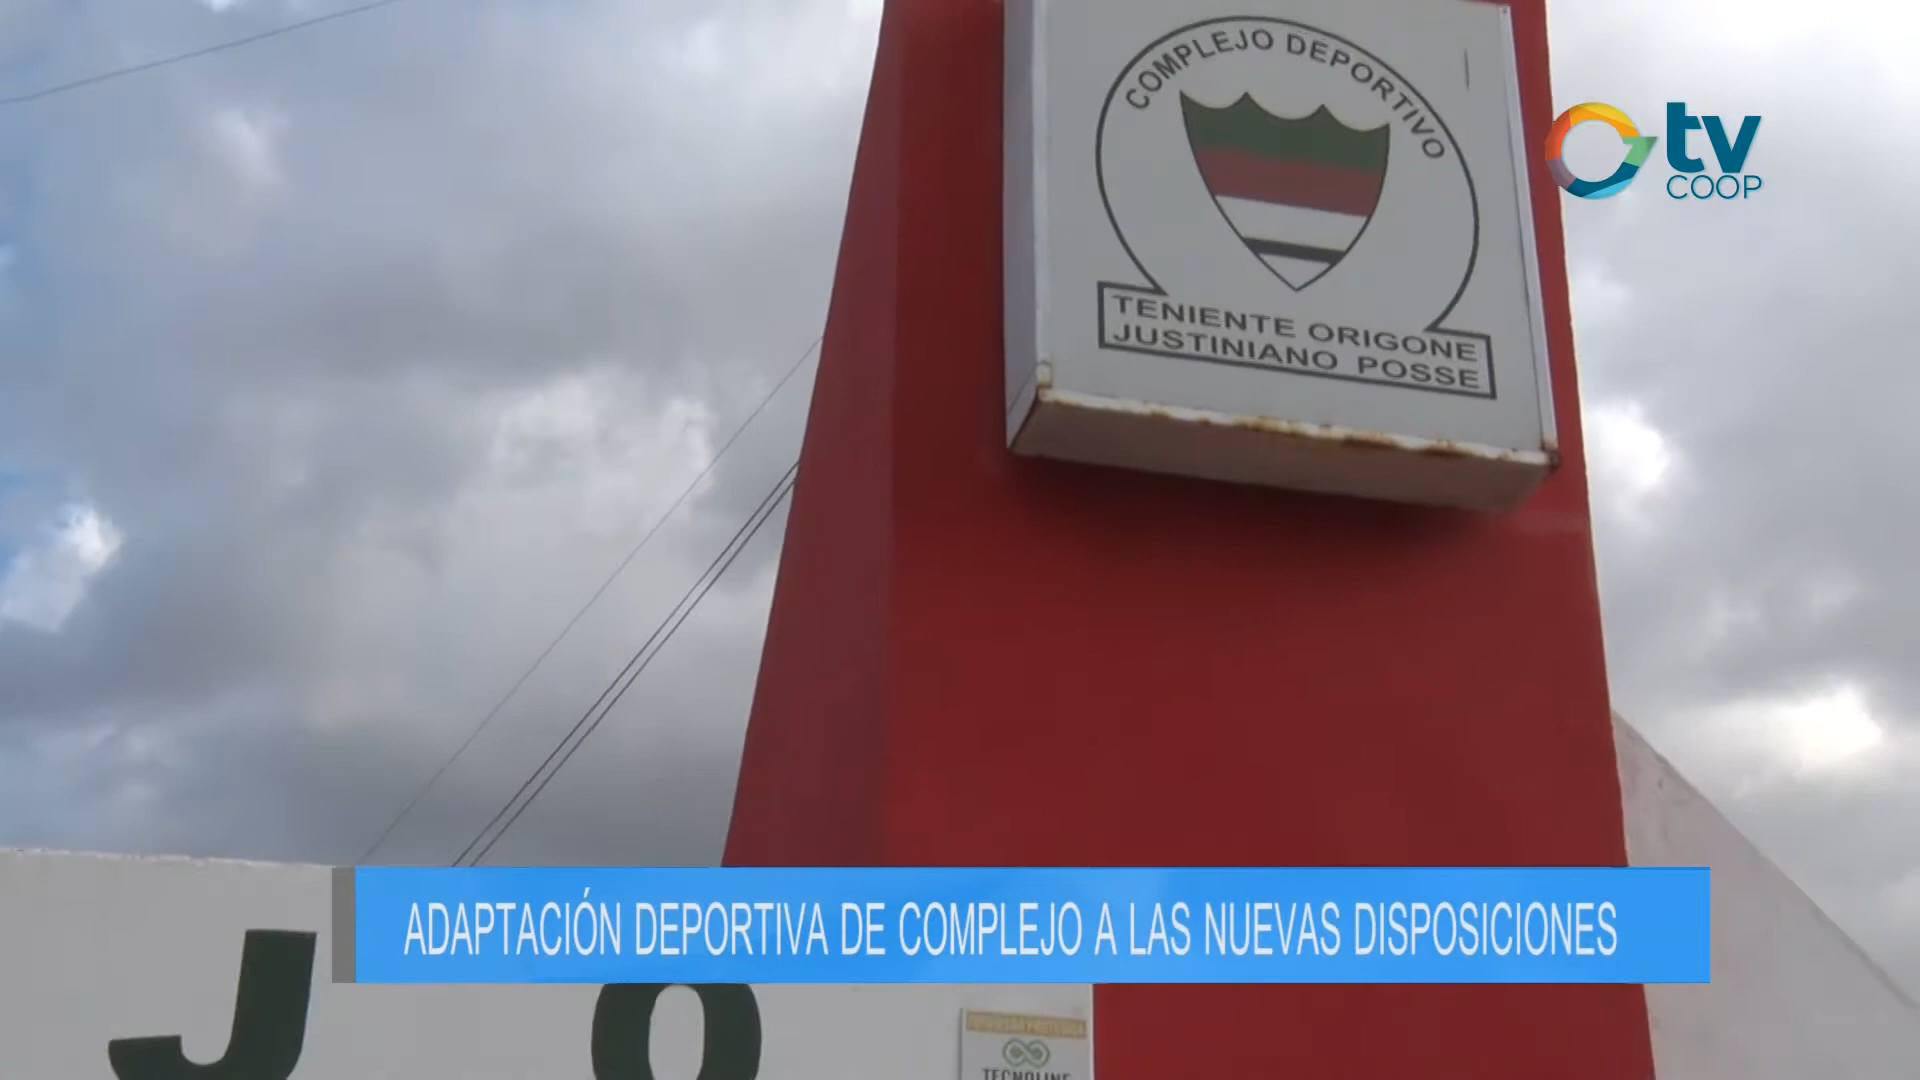 COMPLEJO DEPORTIVO
TENIENTE ORIGONE
JUSTINIANO POSSE
tv
COOP
ADAPTACIÓN DEPORTIVA DE COMPLEJO A LAS NUEVAS DISPOSICIONES
J O